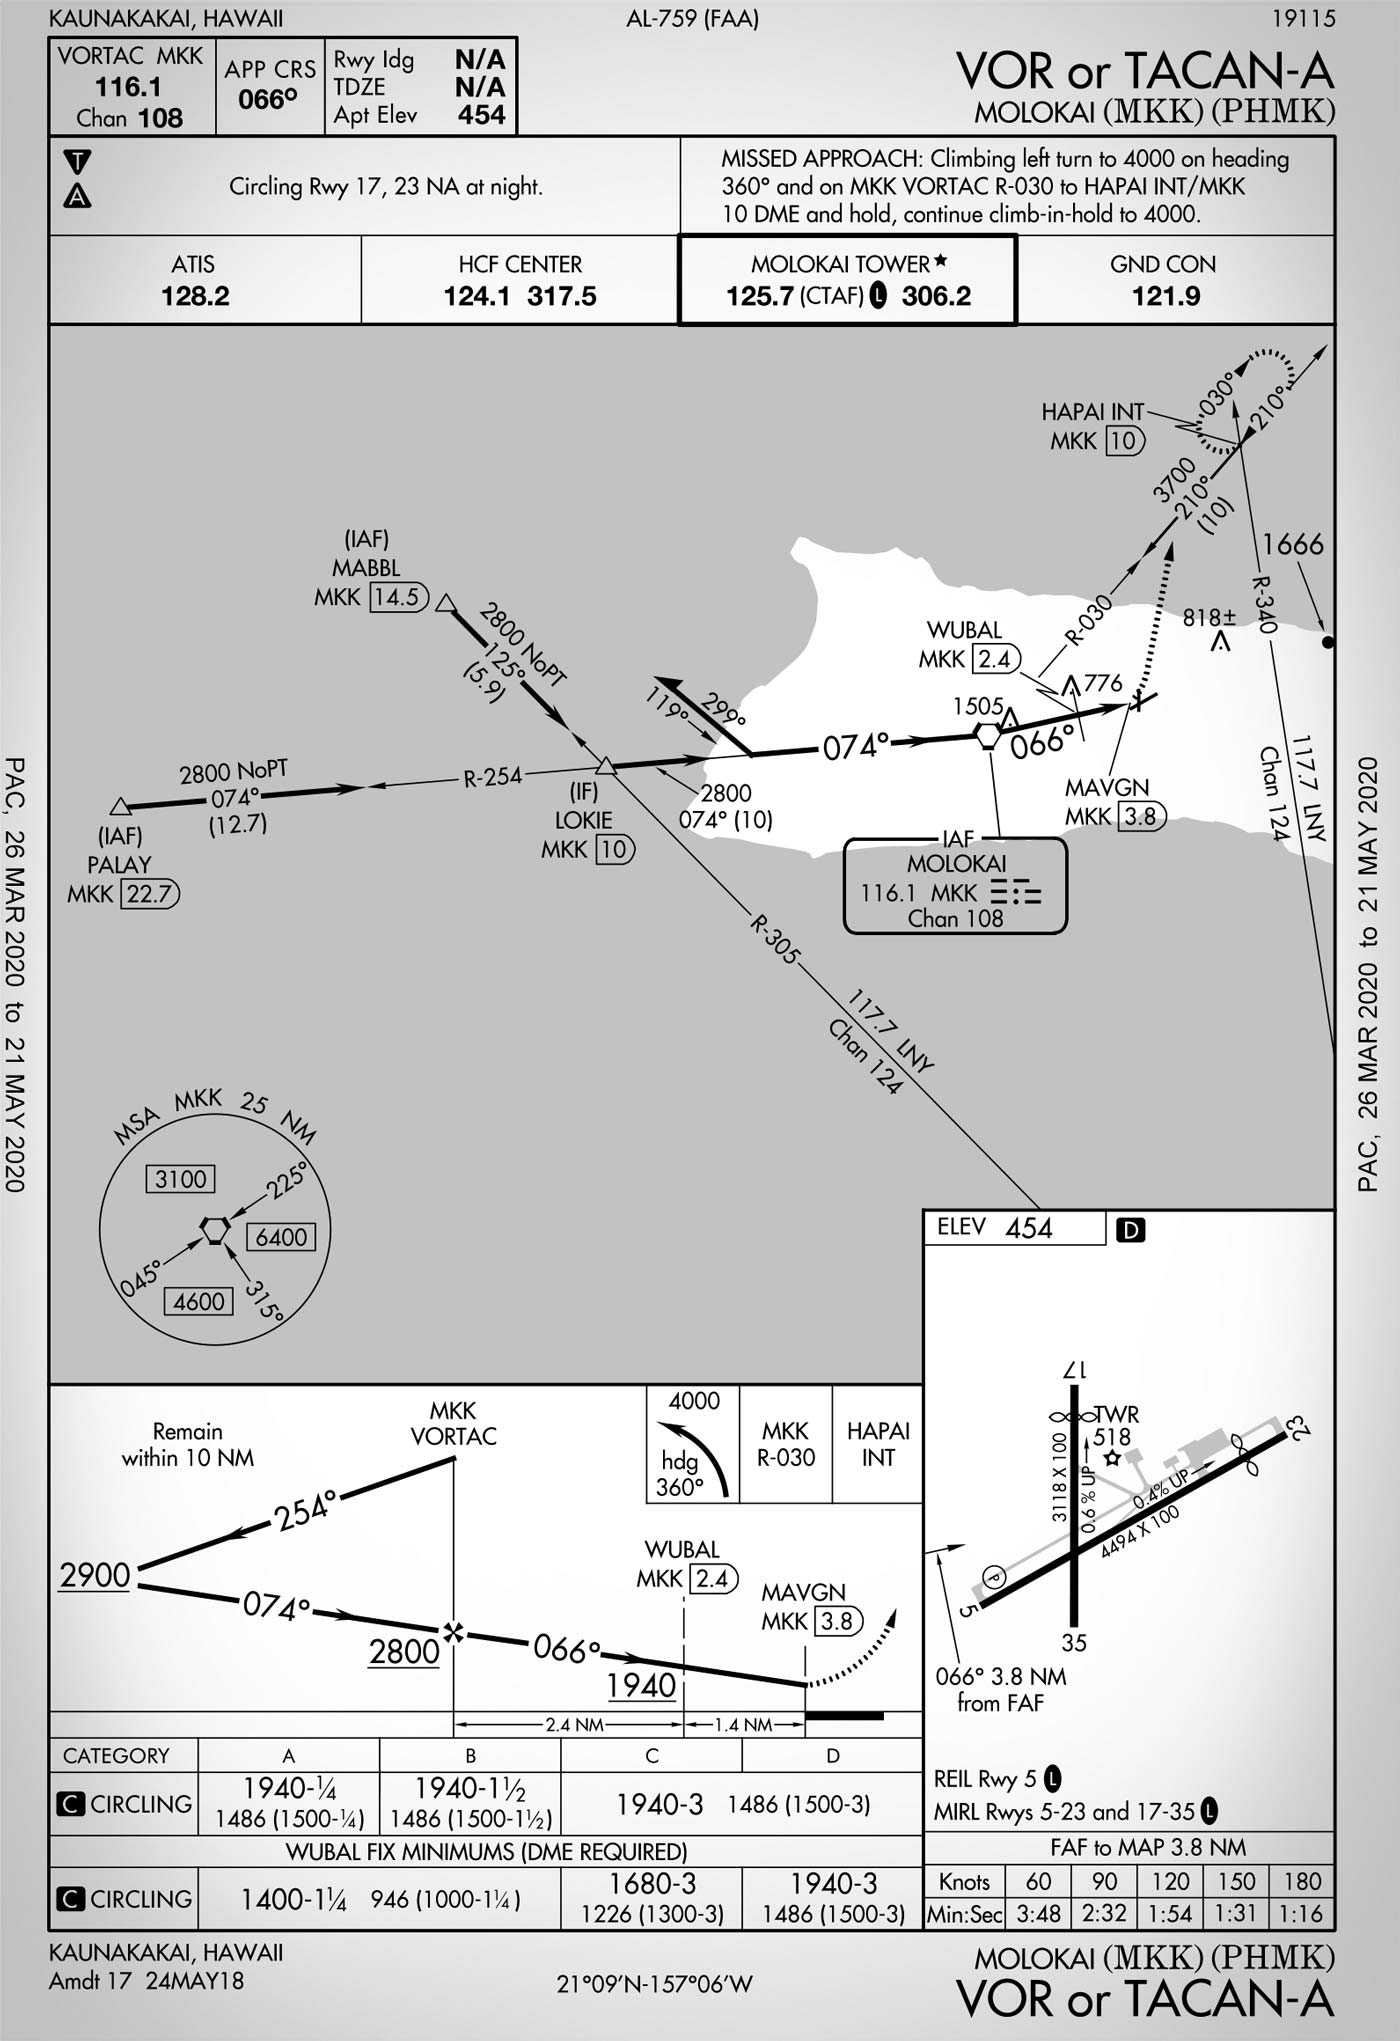 KAUNAKAKAI, HAWAII
AL-759 (FAA)
19115
VORTAC MKK
116.1
Chan 108
APP CRS
066°
Rwy ldg N/A
TDZE N/A
Apt Elev 454
VOR or TACAN-A
MOLOKAI (MKK) (PHMK)
T
A
Circling Rwy 17, 23 NA at night.
MISSED APPROACH: Climbing left turn to 4000 on heading
360° and on MKK VORTAC R-030 to HAPAI INT/MKK
10 DME and hold, continue climb-in-hold to 4000.
ATIS
128.2
HCF CENTER
124.1 317.5
MOLOKAI TOWER★
125.7 (CTAF) L 306.2
GND CON
121.9
030°
210°
HAPAI INT
MKK 10
3700
210°
(10)
1666
(IAF)
MABBL
MKK 14.5
2800 NoPT
125°
(5.9)
R-030
R-340
818±
WUBAL
MKK 2.4
776
299°
119°
1505
074°
066°
117.7 LNY
Chan 124
2800 NoPT
074°
(12.7)
R-254
(IAF)
PALAY
MKK 22.7
(IF)
LOKIE
MKK 10
2800
074° (10)
MAVGN
MKK 3.8
IAF
MOLOKAI
116.1 MKK
Chan 108
R-305
117.7 LNY
Chan 124
PAC, 26 MAR 2020 to 21 MAY 2020
PAC, 26 MAR 2020 to 21 MAY 2020
MSA MKK 25 NM
3100
225°
6400
045°
4600
315°
ELEV 454
D
17
TWR
518
3118 X 100
0.6 % UP
0.4% UP
4494 X 100
23
P
5
35
066° 3.8 NM
from FAF
REIL Rwy 5 L
MIRL Rwys 5-23 and 17-35 L
Remain
within 10 NM
MKK
VORTAC
4000
hdg
360°
MKK
R-030
HAPAI
INT
254°
2900
074°
2800
066°
1940
WUBAL
MKK 2.4
MAVGN
MKK 3.8
2.4 NM
1.4 NM
CATEGORY A B C D
C CIRCLING
1940-¼
1486 (1500-¼)
1940-1½
1486 (1500-1½)
1940-3 1486 (1500-3)
WUBAL FIX MINIMUMS (DME REQUIRED)
C CIRCLING
1400-1¼ 946 (1000-1¼)
1680-3
1226 (1300-3)
1940-3
1486 (1500-3)
FAF to MAP 3.8 NM
Knots 60 90 120 150 180
Min:Sec 3:48 2:32 1:54 1:31 1:16
KAUNAKAKAI, HAWAII
Amdt 17 24MAY18
21°09'N-157°06'W
MOLOKAI (MKK) (PHMK)
VOR or TACAN-A